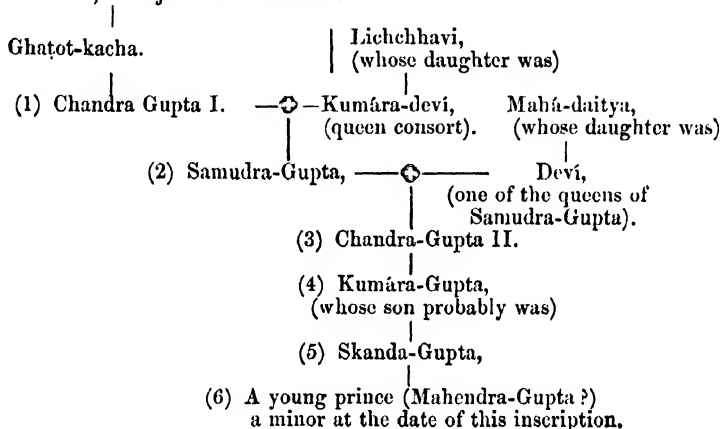 Ghaṭot-kacha.
Lichchhavi,
(whose daughter was)
(1) Chandra Gupta I. Kumára-deví, Mahá-daitya,
(queen consort). (whose daughter was)
(2) Samudra-Gupta, Deví,
(one of the queens of
Samudra-Gupta).
(3) Chandra-Gupta II.
(4) Kumára-Gupta,
(whose son probably was)
(5) Skanda-Gupta,
(6) A young prince (Mahendra-Gupta?)
a minor at the date of this inscription.